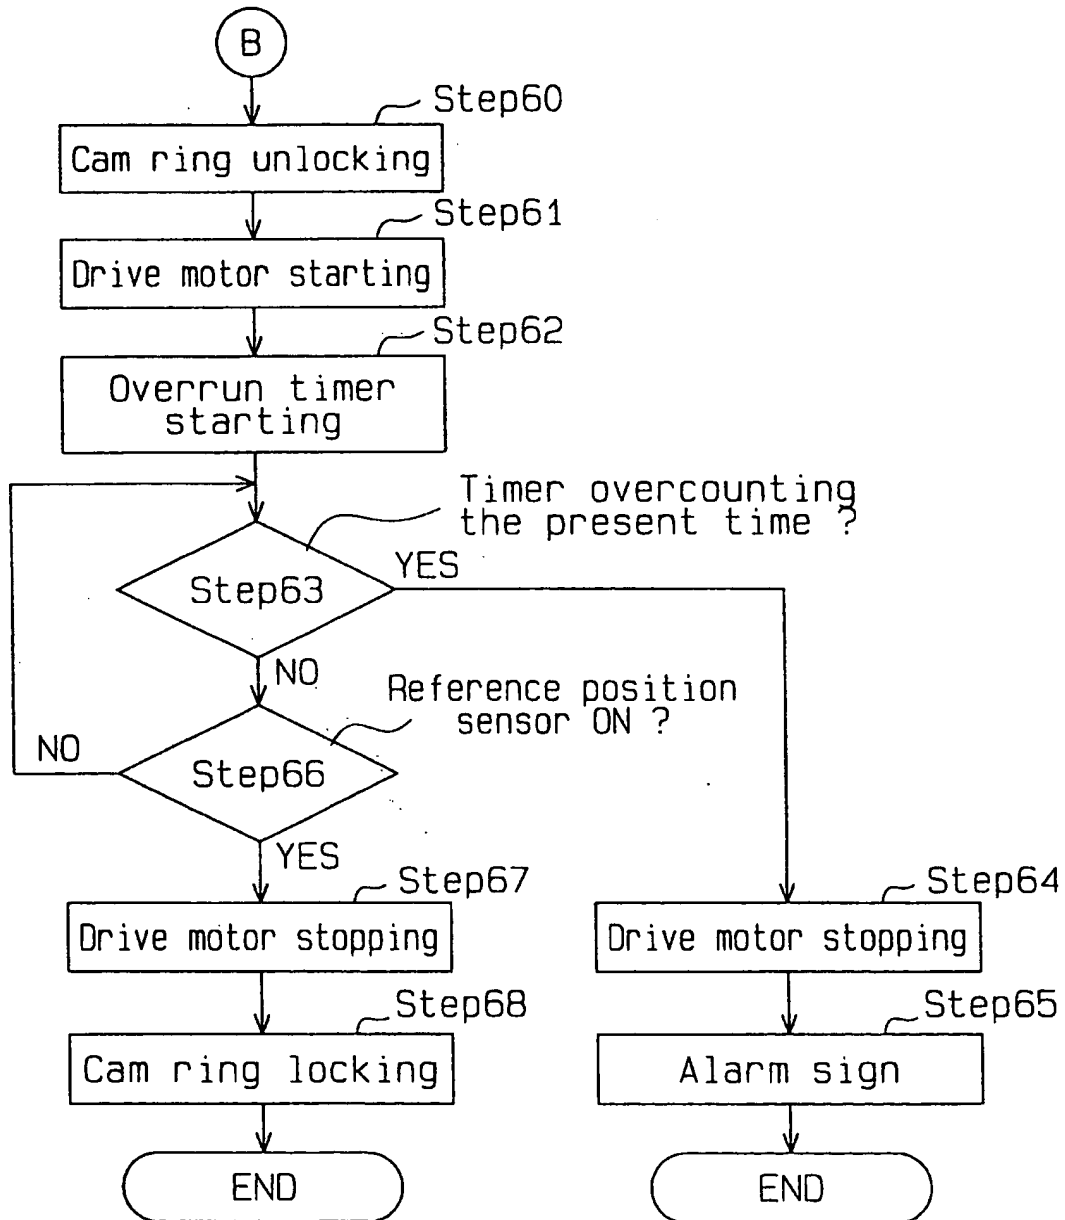 B
Step60
Cam ring unlocking
Step61
Drive motor starting
Step62
Overrun timer
starting
Timer overcounting
the present time ?
YES
Step63
NO
Reference position
sensor ON ?
NO
Step66
YES
Step67
Drive motor stopping
Step68
Cam ring locking
END
Step64
Drive motor stopping
Step65
Alarm sign
END